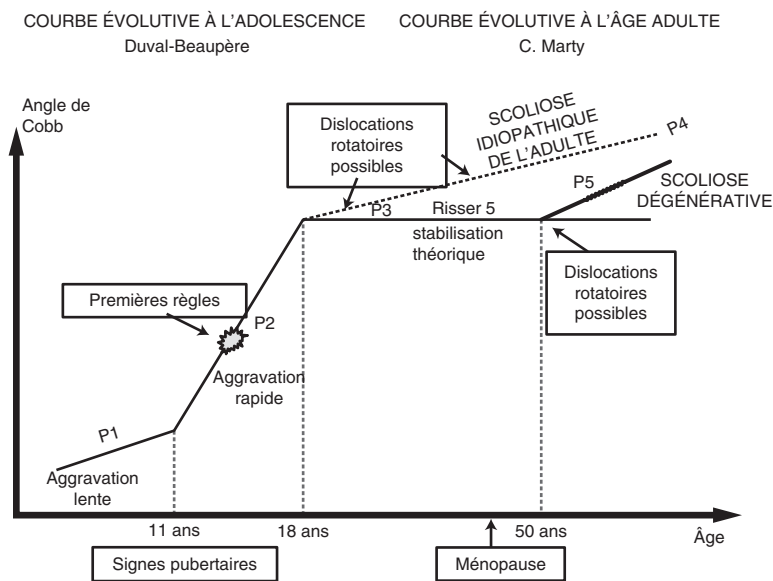 COURBE ÉVOLUTIVE À L'ADOLESCENCE
Duval-Beaupère
COURBE ÉVOLUTIVE À L'ÂGE ADULTE
C. Marty
Angle de
Cobb
Dislocations
rotatoires
possibles
SCOLIOSE
IDIOPATHIQUE
DE L'ADULTE
P4
P3
Risser 5
stabilisation
théorique
P5
SCOLIOSE
DÉGÉNÉRATIVE
Dislocations
rotatoires
possibles
Premières règles
P2
Aggravation
rapide
P1
Aggravation
lente
11 ans
18 ans
50 ans
Âge
Signes pubertaires
Ménopause